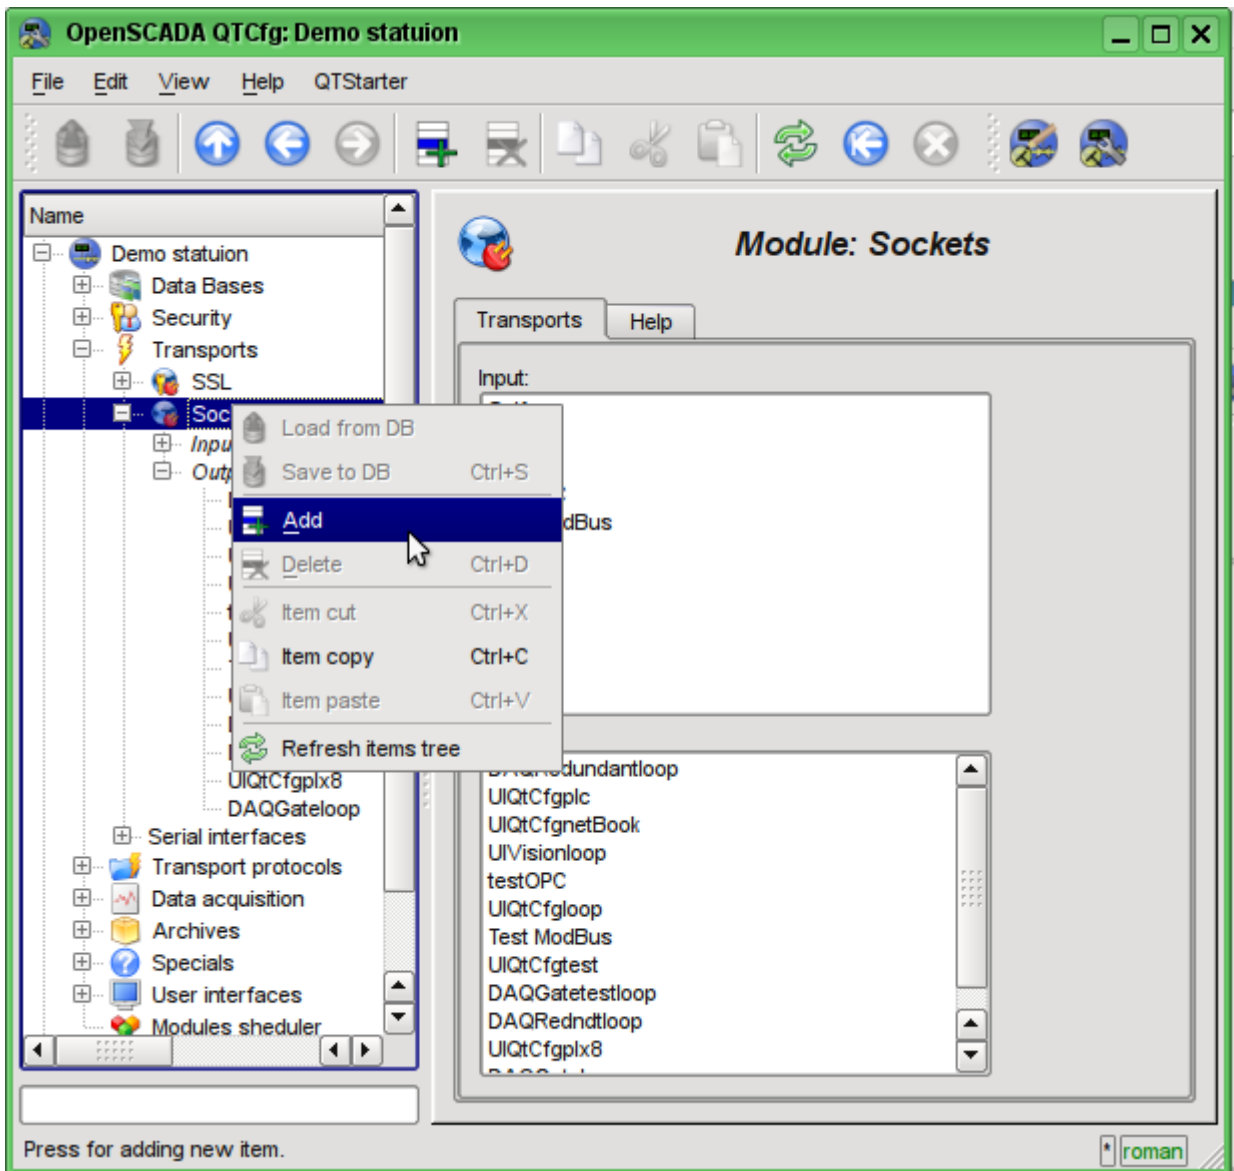 OpenSCADA QTCfg: Demo statuion
File Edit View Help QTStarter
Name
Demo statuion
Data Bases
Security
Transports
SSL
Soc
Inpu
Outp
UIQtCfgplx8
DAQGateloop
Serial interfaces
Transport protocols
Data acquisition
Archives
Specials
User interfaces
Modules sheduler
Load from DB
Save to DB Ctrl+S
Add
Delete Ctrl+D
Item cut Ctrl+X
Item copy Ctrl+C
Item paste Ctrl+V
Refresh items tree
Module: Sockets
Transports Help
Input:
dBus
DAQRedundantloop
UIQtCfgplc
UIQtCfgnetBook
UIVisionloop
testOPC
UIQtCfgloop
Test ModBus
UIQtCfgtest
DAQGatetestloop
DAQRedndtloop
UIQtCfgplx8
Press for adding new item.
* roman